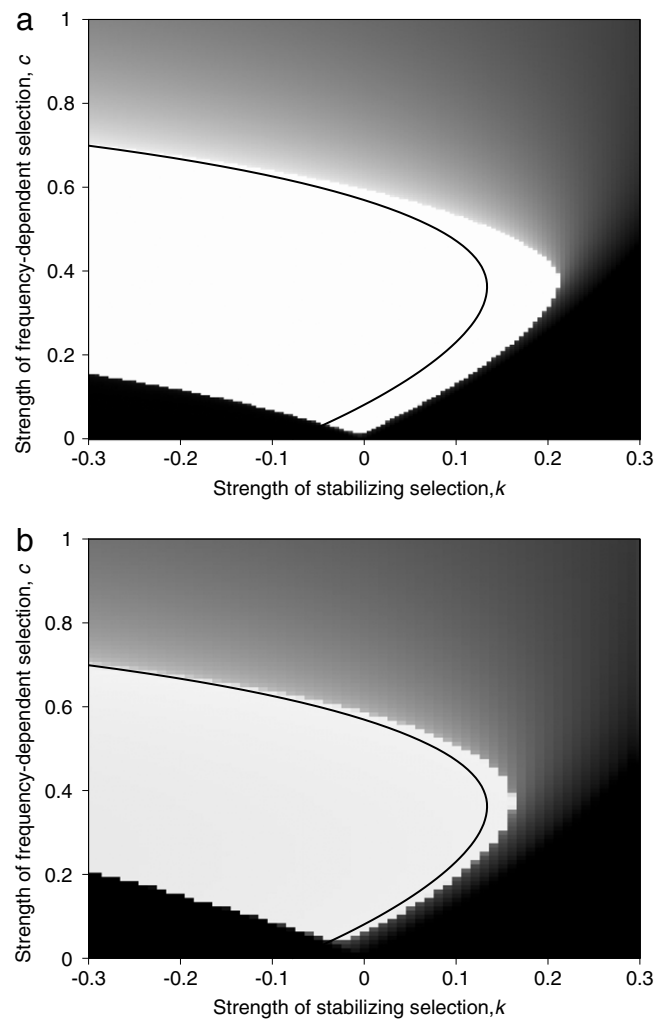 a
1
0.8
0.6
0.4
0.2
0
Strength of frequency-dependent selection, c
-0.3 -0.2 -0.1 0 0.1 0.2 0.3
Strength of stabilizing selection,k
b
1
0.8
0.6
0.4
0.2
0
Strength of frequency-dependent selection, c
-0.3 -0.2 -0.1 0 0.1 0.2 0.3
Strength of stabilizing selection,k